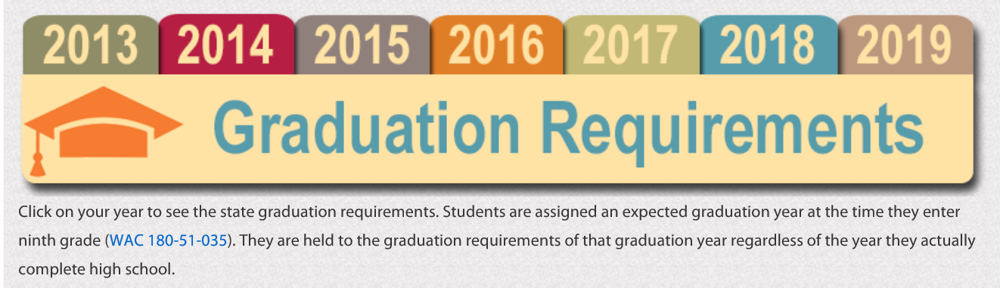 2013 2014 2015 2016 2017 2018 2019
Graduation Requirements
Click on your year to see the state graduation requirements. Students are assigned an expected graduation year at the time they enter
ninth grade (WAC 180-51-035). They are held to the graduation requirements of that graduation year regardless of the year they actually
complete high school.